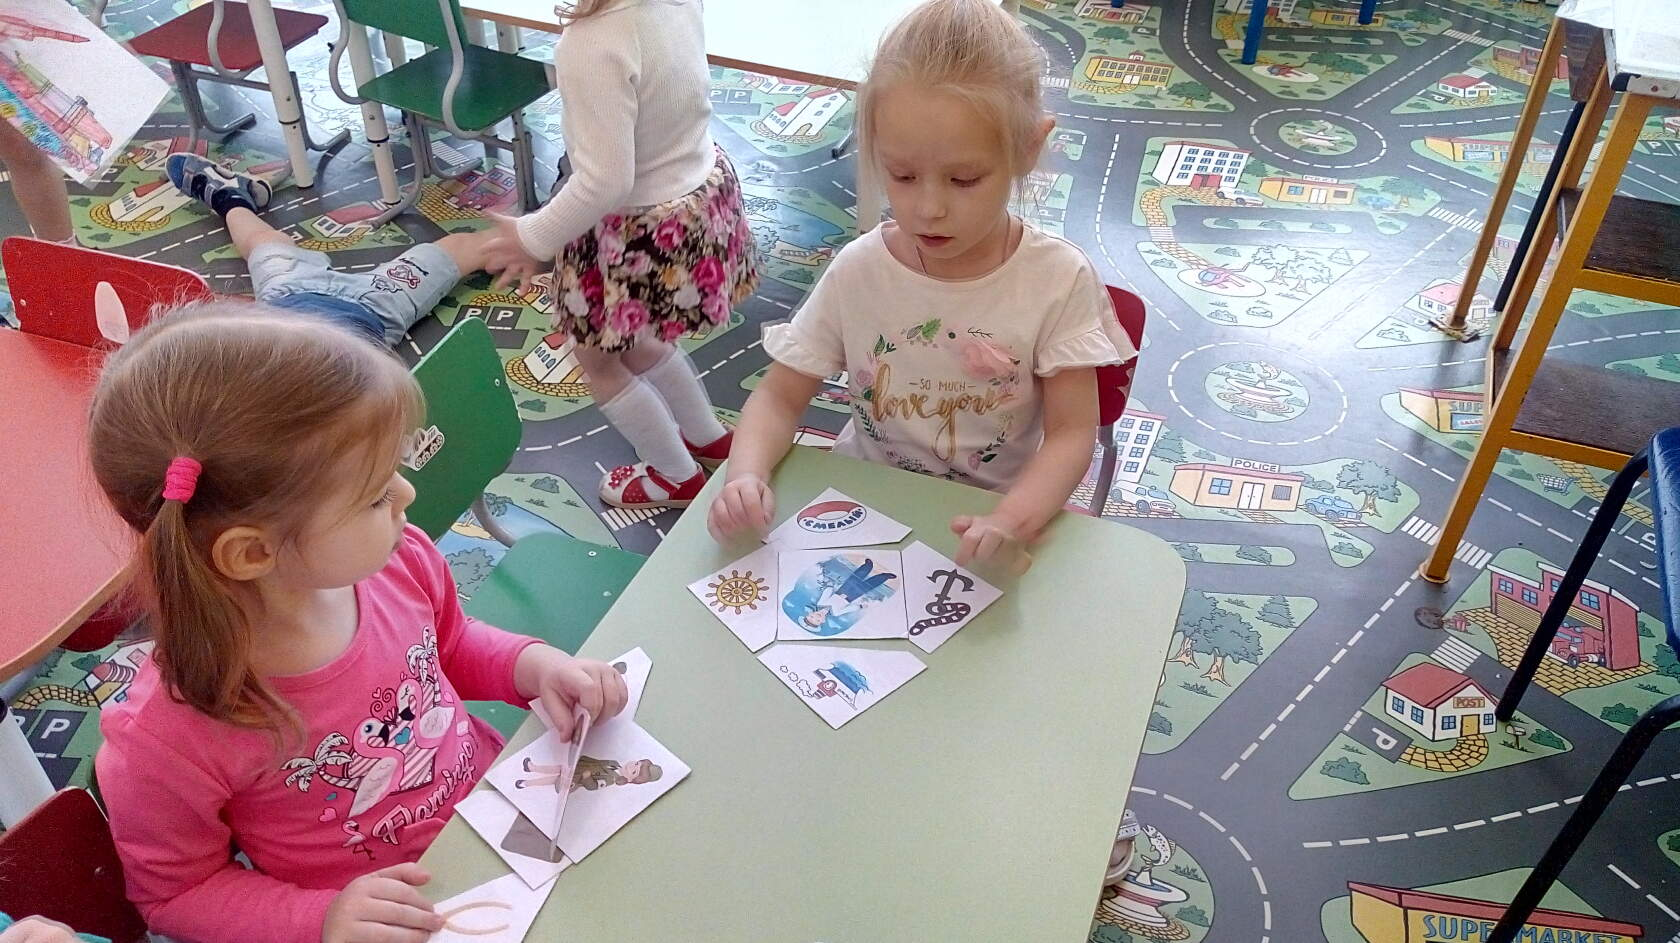 СМЕЛЫЙ
SO MUCH
love you
Flamingo
P P
P P
P
POLICE
POST
P
SUPERMARKET